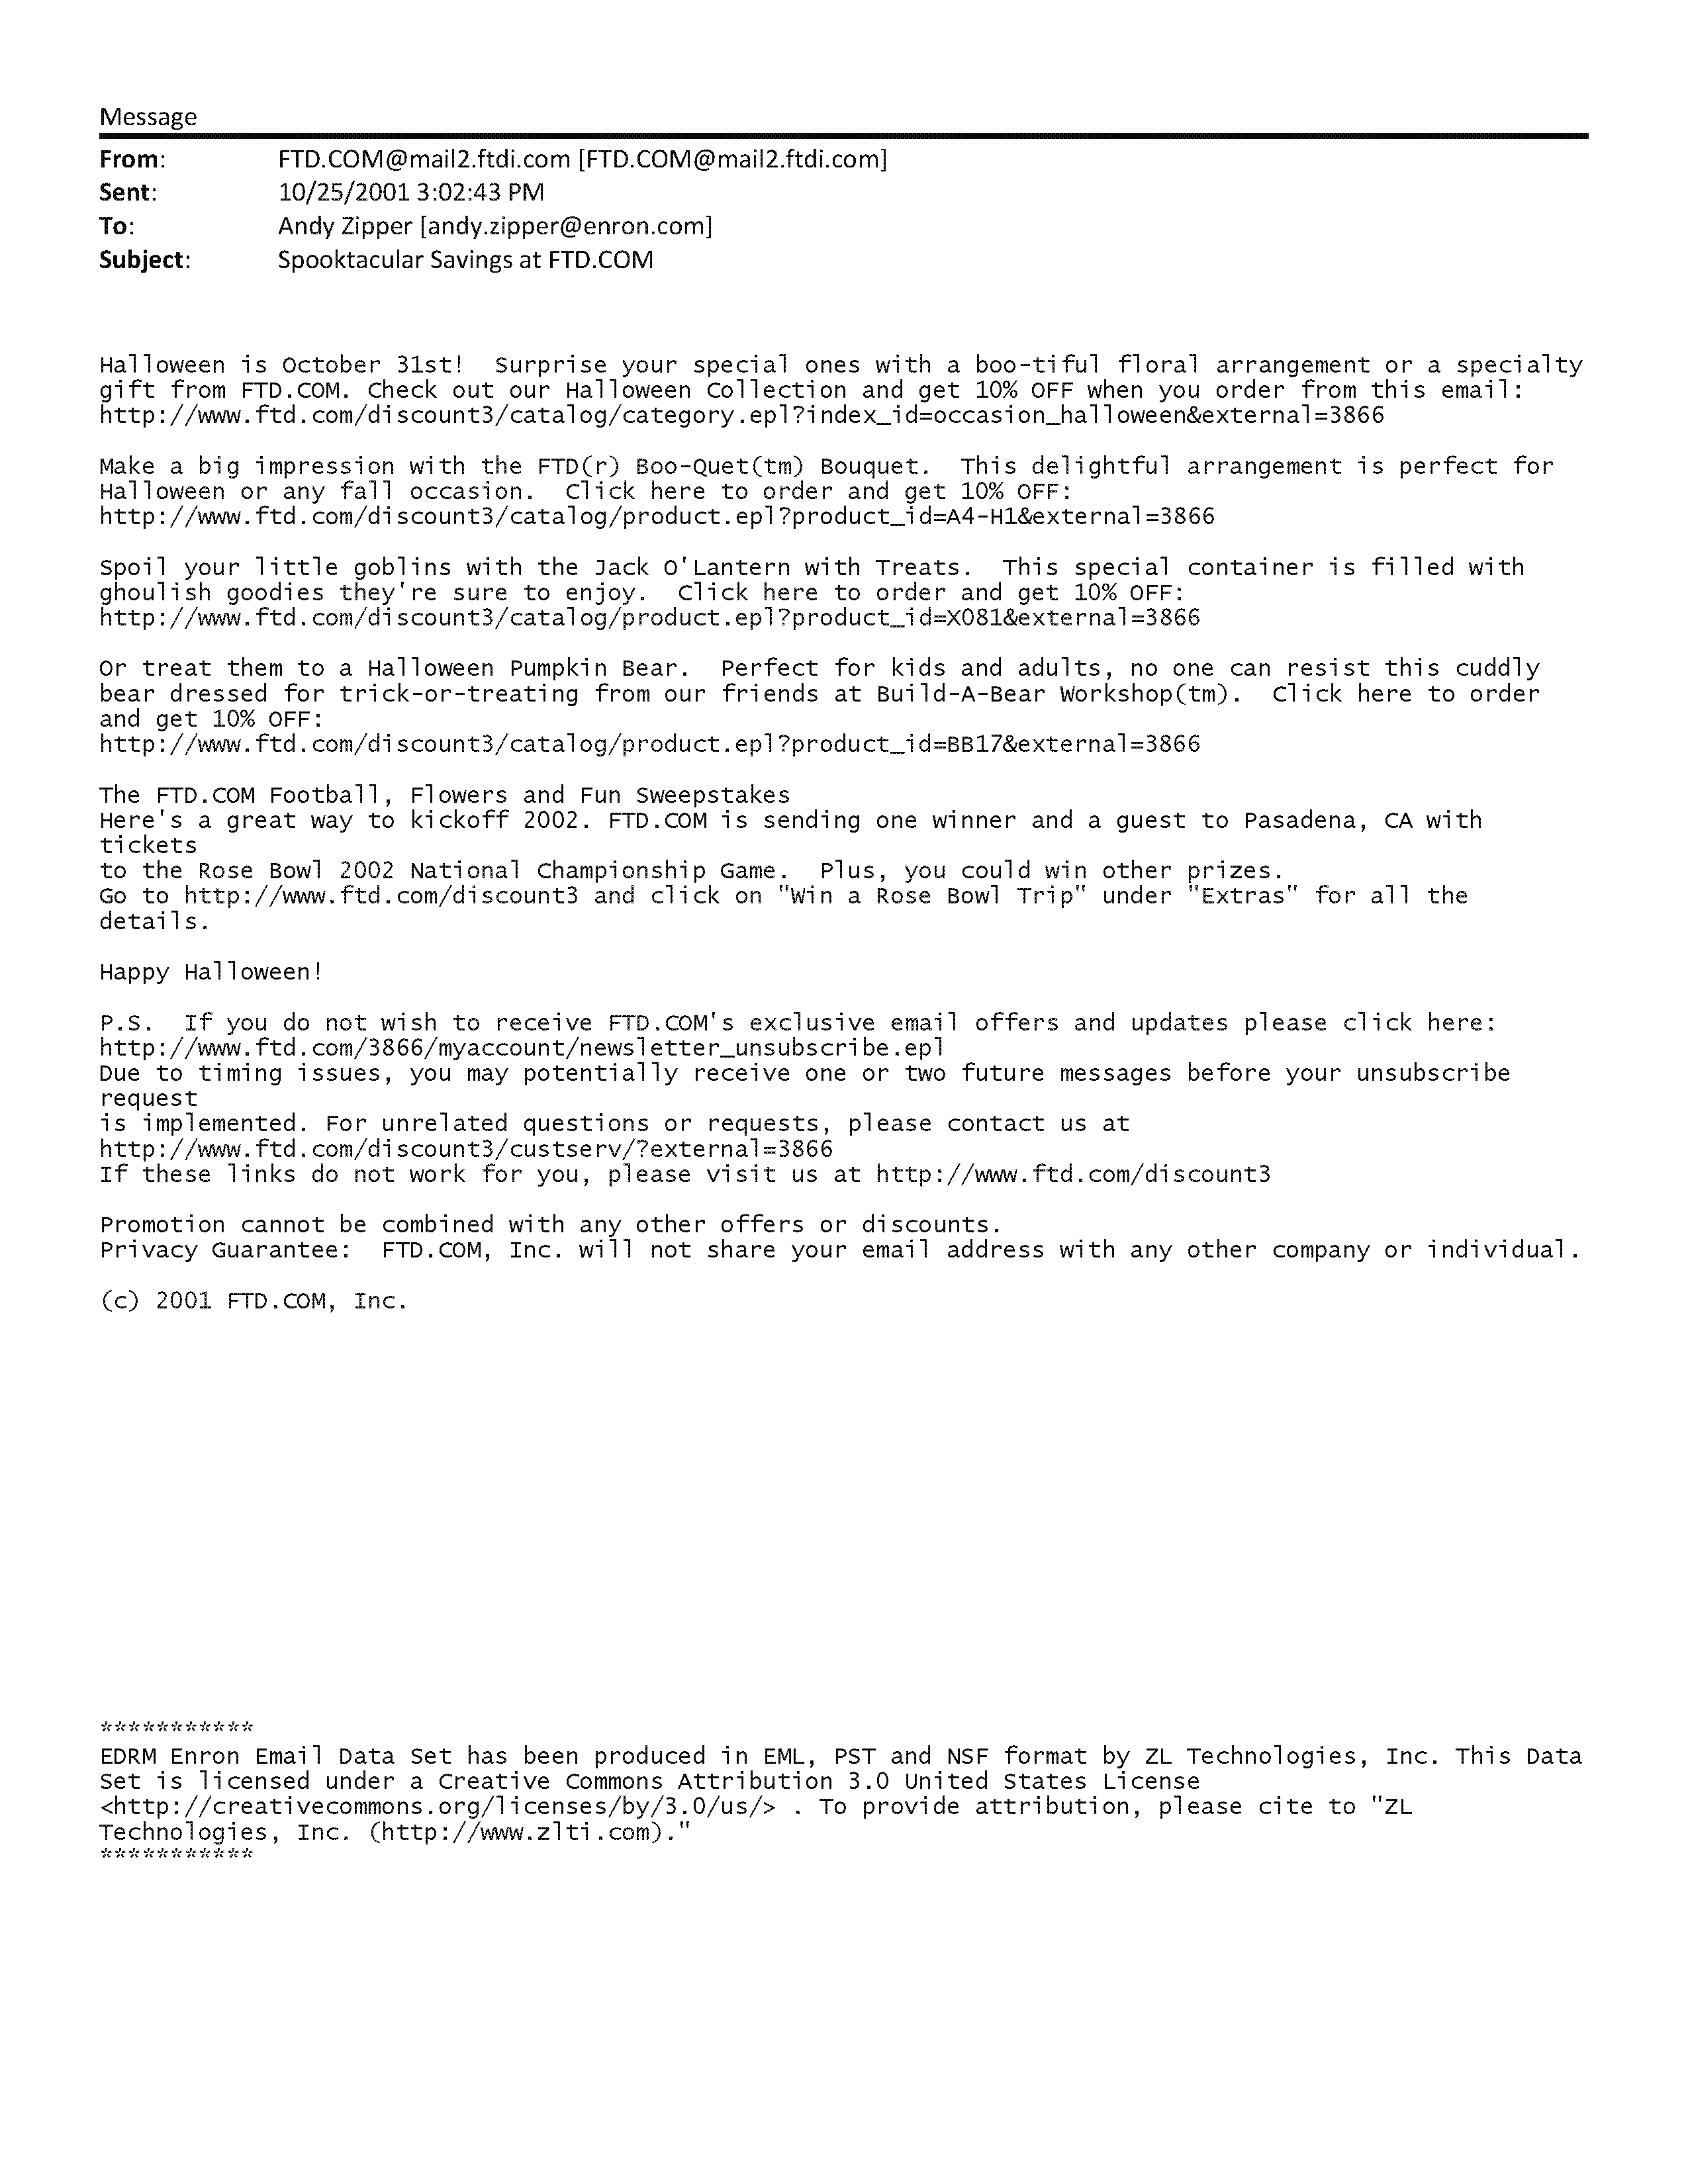 Message
From: FTD.COM@mail2.ftdi.com [FTD.COM@mail2.ftdi.com]
Sent: 10/25/2001 3:02:43 PM
To: Andy Zipper [andy.zipper@enron.com]
Subject: Spooktacular Savings at FTD.COM
Halloween is October 31st!  Surprise your special ones with a boo-tiful floral arrangement or a specialty
gift from FTD.COM. Check out our Halloween Collection and get 10% OFF when you order from this email:
http://www.ftd.com/discount3/catalog/category.epl?index_id=occasion_halloween&external=3866
Make a big impression with the FTD(r) Boo-Quet(tm) Bouquet.  This delightful arrangement is perfect for
Halloween or any fall occasion.  Click here to order and get 10% OFF:
http://www.ftd.com/discount3/catalog/product.epl?product_id=A4-H1&external=3866
Spoil your little goblins with the Jack O'Lantern with Treats.  This special container is filled with
ghoulish goodies they're sure to enjoy.  Click here to order and get 10% OFF:
http://www.ftd.com/discount3/catalog/product.epl?product_id=X081&external=3866
Or treat them to a Halloween Pumpkin Bear.  Perfect for kids and adults, no one can resist this cuddly
bear dressed for trick-or-treating from our friends at Build-A-Bear Workshop(tm).  Click here to order
and get 10% OFF:
http://www.ftd.com/discount3/catalog/product.epl?product_id=BB17&external=3866
The FTD.COM Football, Flowers and Fun Sweepstakes
Here's a great way to kickoff 2002. FTD.COM is sending one winner and a guest to Pasadena, CA with
tickets
to the Rose Bowl 2002 National Championship Game.  Plus, you could win other prizes.
Go to http://www.ftd.com/discount3 and click on "Win a Rose Bowl Trip" under "Extras" for all the
details.
Happy Halloween!
P.S.  If you do not wish to receive FTD.COM's exclusive email offers and updates please click here:
http://www.ftd.com/3866/myaccount/newsletter_unsubscribe.epl
Due to timing issues, you may potentially receive one or two future messages before your unsubscribe
request
is implemented. For unrelated questions or requests, please contact us at
http://www.ftd.com/discount3/custserv/?external=3866
If these links do not work for you, please visit us at http://www.ftd.com/discount3
Promotion cannot be combined with any other offers or discounts.
Privacy Guarantee:  FTD.COM, Inc. will not share your email address with any other company or individual.
(c) 2001 FTD.COM, Inc.
***********
EDRM Enron Email Data Set has been produced in EML, PST and NSF format by ZL Technologies, Inc. This Data
Set is licensed under a Creative Commons Attribution 3.0 United States License
<http://creativecommons.org/licenses/by/3.0/us/> . To provide attribution, please cite to "ZL
Technologies, Inc. (http://www.zlti.com)."
***********